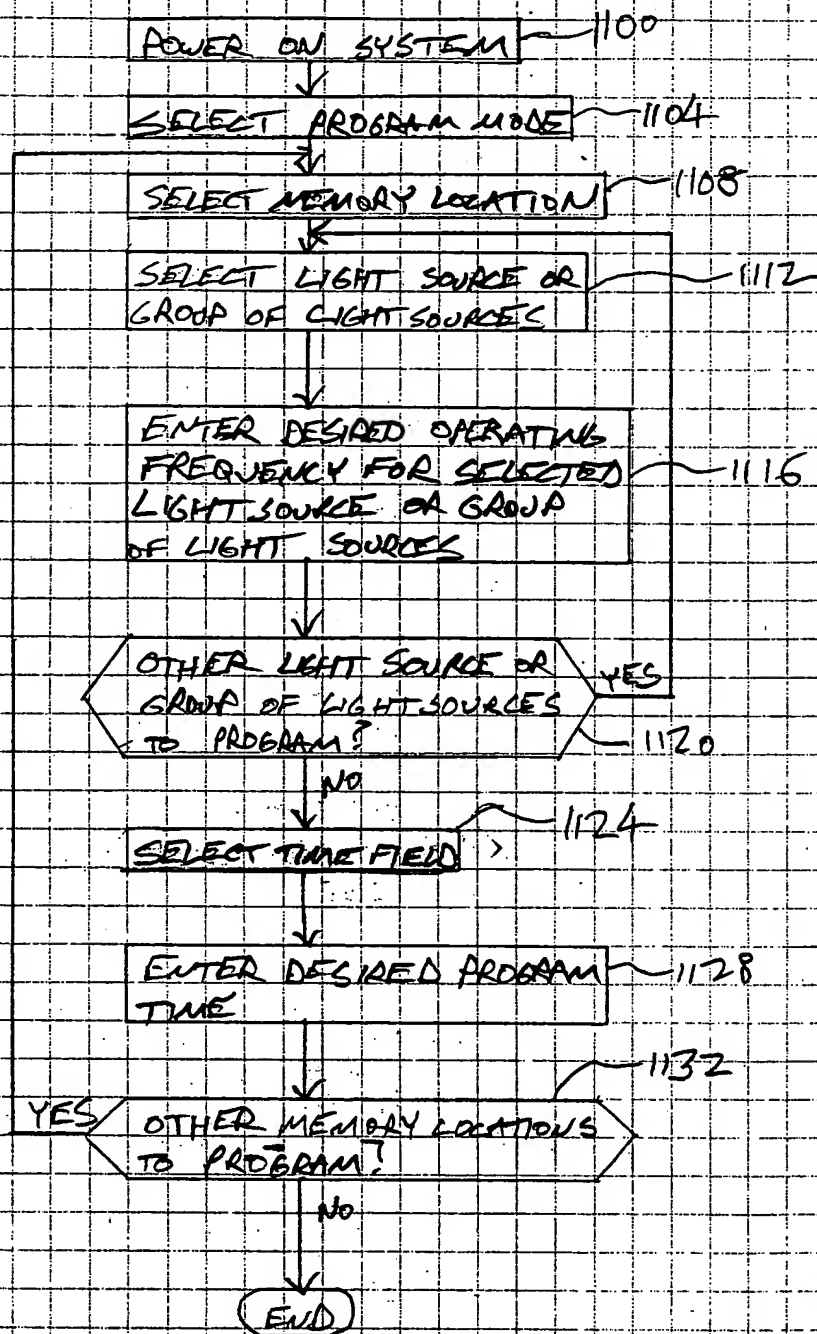 POWER ON SYSTEM 1100
SELECT PROGRAM MODE 1104
SELECT MEMORY LOCATION 1108
SELECT LIGHT SOURCE OR 1112
GROUP OF LIGHT SOURCES
ENTER DESIRED OPERATING
FREQUENCY FOR SELECTED 1116
LIGHT SOURCE OR GROUP
OF LIGHT SOURCES
OTHER LIGHT SOURCE OR YES
GROUP OF LIGHT SOURCES
TO PROGRAM? 1120
NO
1124
SELECT TIME FIELD
ENTER DESIRED PROGRAM 1128
TIME
1132
YES OTHER MEMORY LOCATIONS
TO PROGRAM?
NO
END